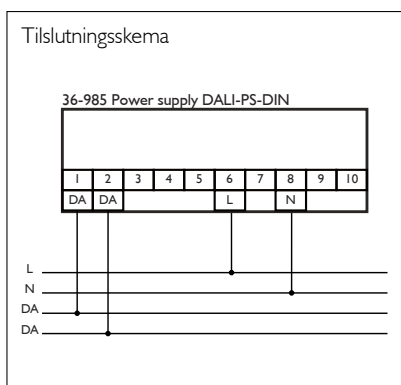 Tilslutningsskema
36-985 Power supply DALI-PS-DIN
1 2 3 4 5 6 7 8 9 10
DA DA L N
L
N
DA
DA